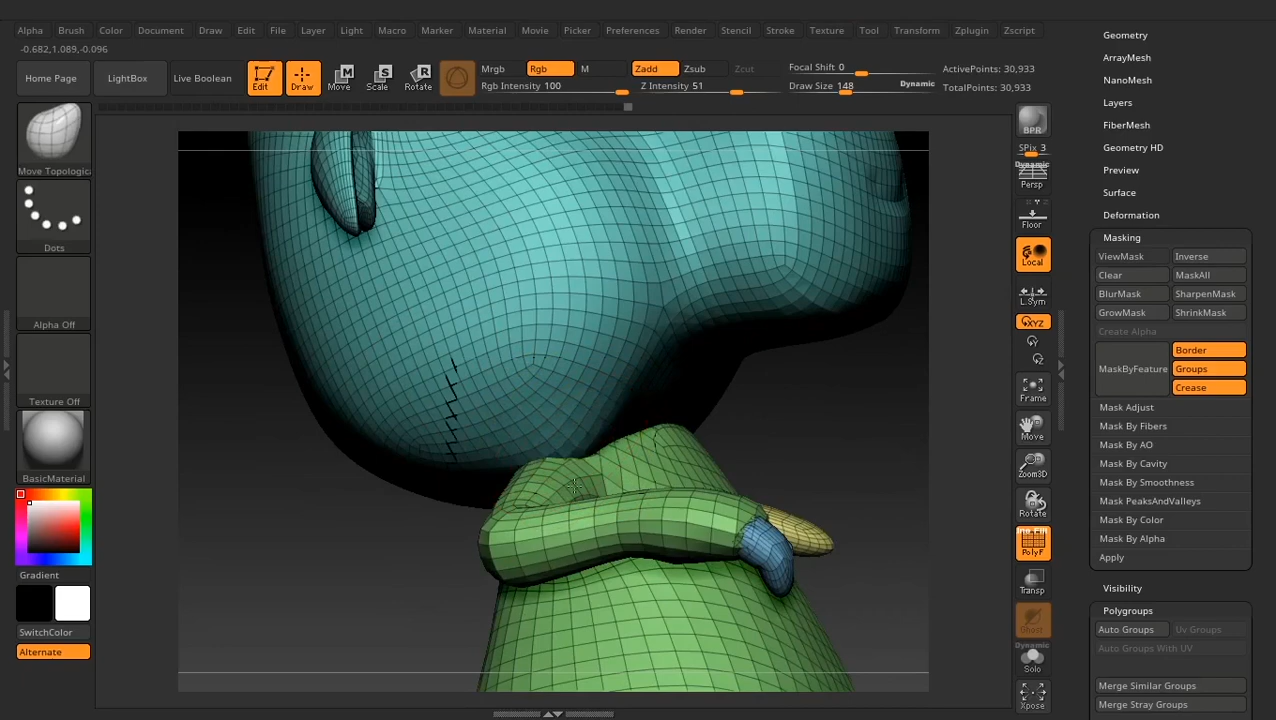 Alpha Brush Color Document Draw Edit File Layer Light Macro Marker Material Movie Picker Preferences Render Stencil Stroke Texture Tool Transform Zplugin Zscript
-0.682,1.089,-0.096
Home Page
LightBox
Live Boolean
Edit
Draw
Move
Scale
Rotate
Mrgb Rgb M
Rgb Intensity 100
Zadd Zsub Zcut
Z Intensity 51
Focal Shift 0
Draw Size 148
Dynamic
ActivePoints: 30,933
TotalPoints: 30,933
Move Topologica
Dots
Alpha Off
Texture Off
BasicMaterial
Gradient
SwitchColor
Alternate
BPR
SPix 3
Dynamic
Persp
Floor
Local
L.Sym
XYZ
Y
Z
Frame
Move
Zoom3D
Rotate
PolyF
Transp
Ghost
Dynamic
Solo
Xpose
Geometry
ArrayMesh
NanoMesh
Layers
FiberMesh
Geometry HD
Preview
Surface
Deformation
Masking
ViewMask Inverse
Clear MaskAll
BlurMask SharpenMask
GrowMask ShrinkMask
Create Alpha
MaskByFeature
Border
Groups
Crease
Mask Adjust
Mask By Fibers
Mask By AO
Mask By Cavity
Mask By Smoothness
Mask PeaksAndValleys
Mask By Color
Mask By Alpha
Apply
Visibility
Polygroups
Auto Groups Uv Groups
Auto Groups With UV
Merge Similar Groups
Merge Stray Groups